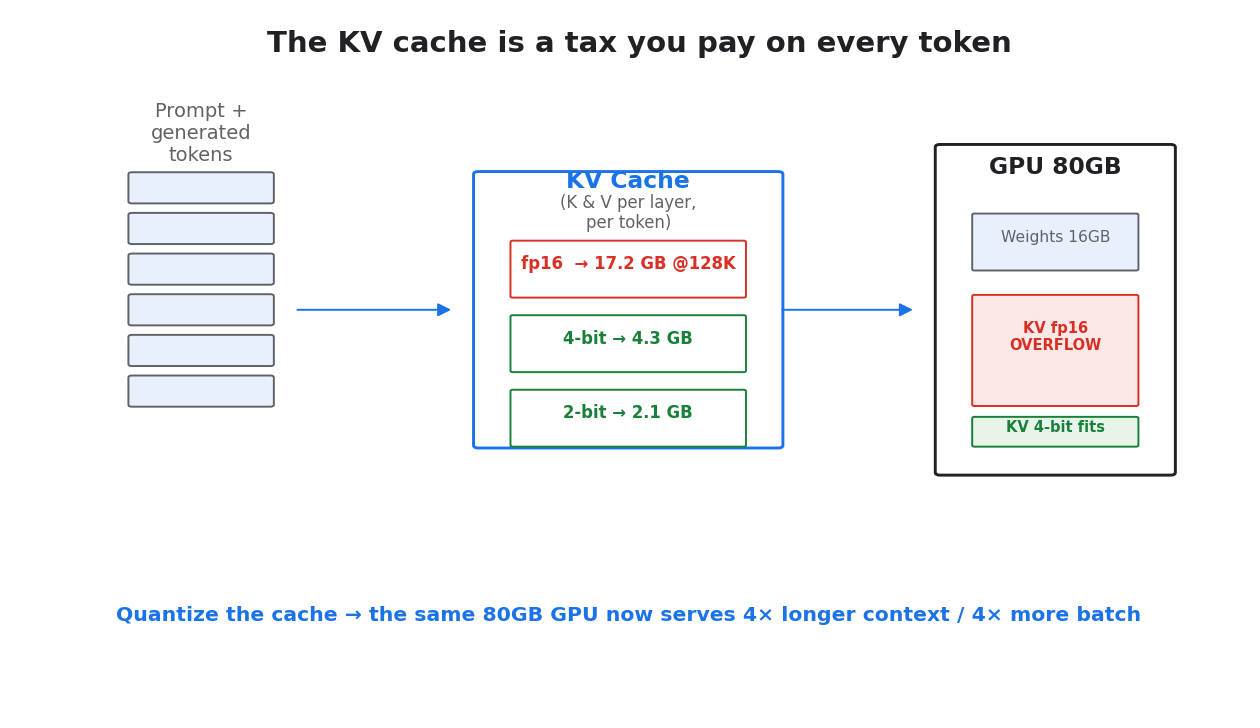 The KV cache is a tax you pay on every token
Prompt +
generated
tokens
KV Cache
(K & V per layer,
per token)
fp16  → 17.2 GB @128K
4-bit → 4.3 GB
2-bit → 2.1 GB
GPU 80GB
Weights 16GB
KV fp16
OVERFLOW
KV 4-bit fits
Quantize the cache → the same 80GB GPU now serves 4× longer context / 4× more batch